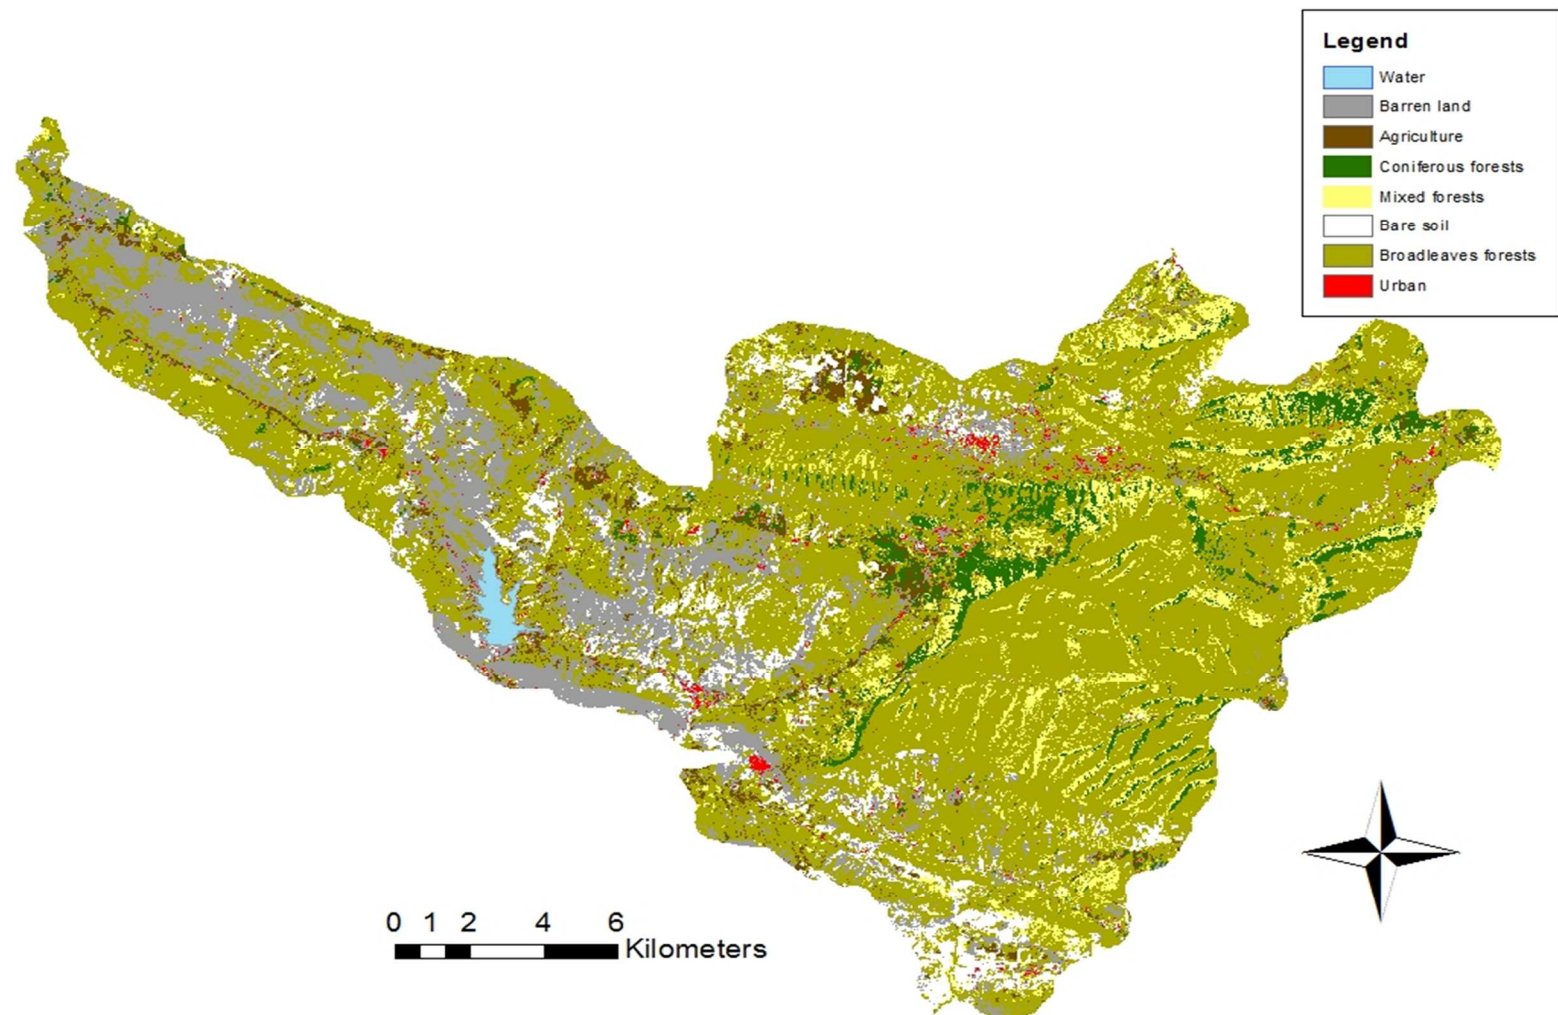 Legend
Water
Barren land
Agriculture
Coniferous forests
Mixed forests
Bare soil
Broadleaves forests
Urban
0 1 2 4 6
Kilometers